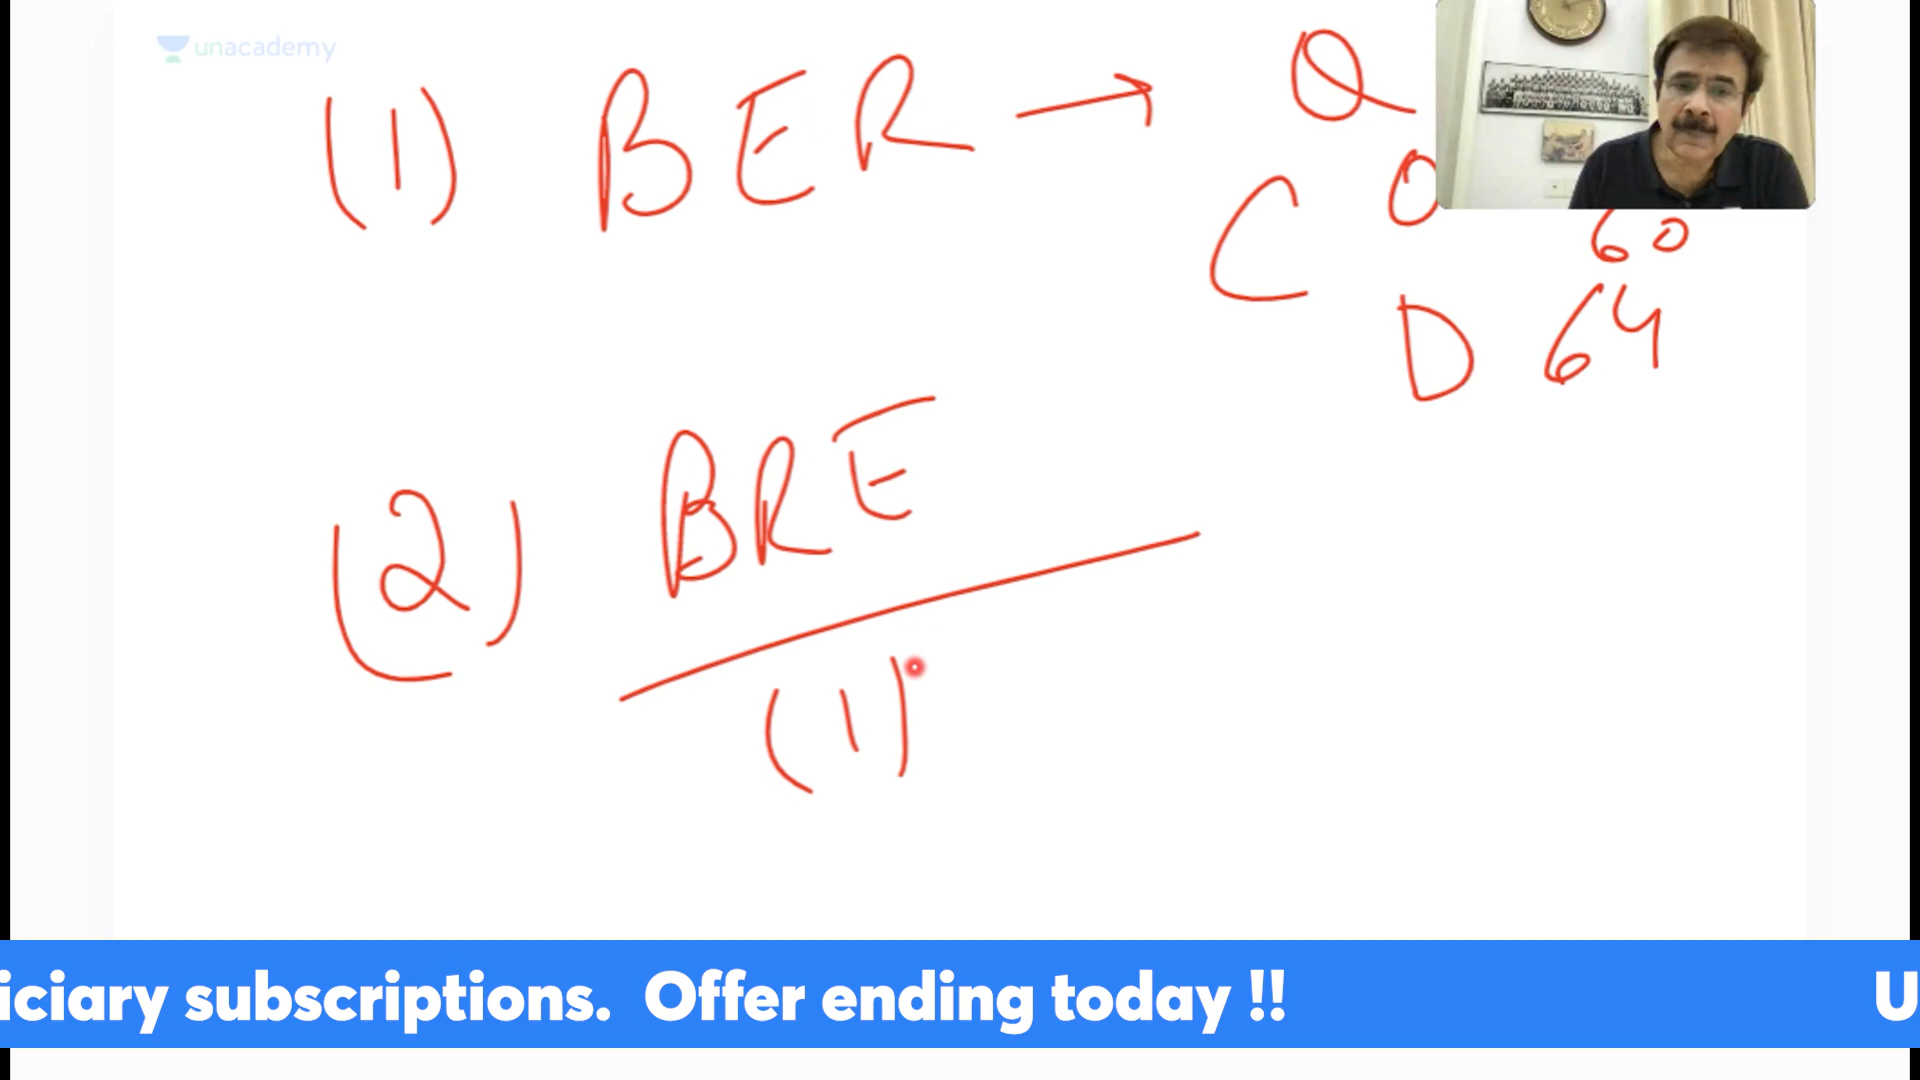 unacademy
(1) BER → Q
C O 60
D 64
(2) BRE
(1)
iciary subscriptions. Offer ending today !! U